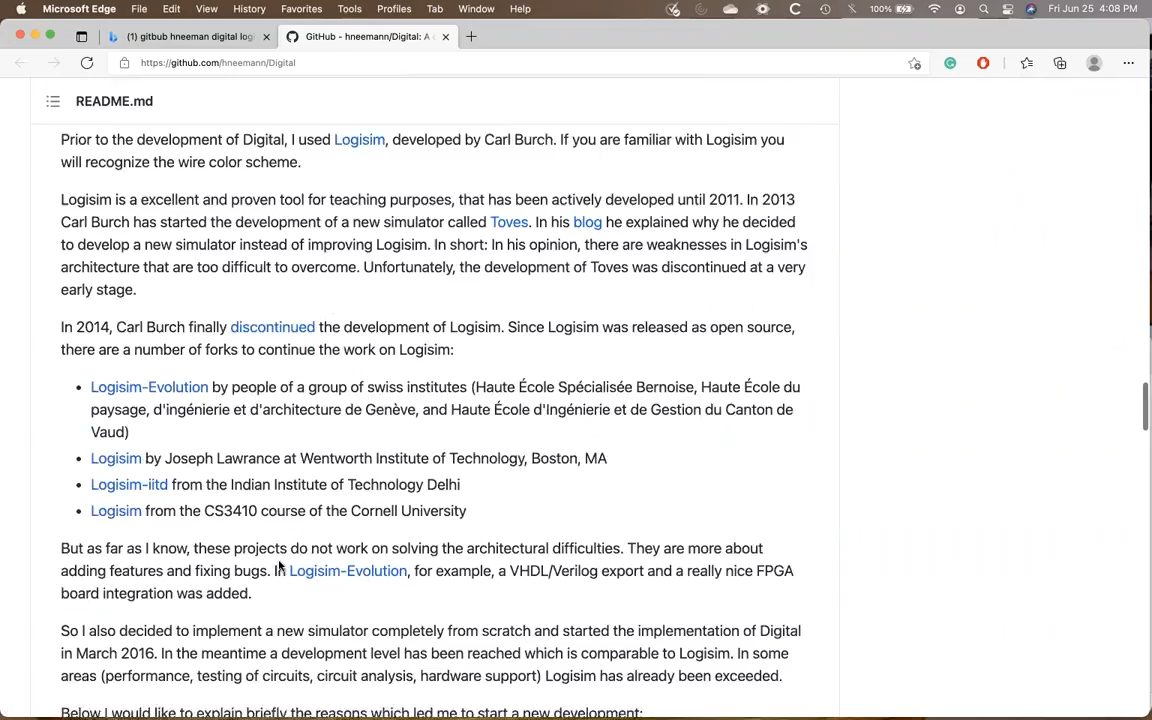 Microsoft Edge File Edit View History Favorites Tools Profiles Tab Window Help 100% Fri Jun 25 4:08 PM
(1) gitbub hneeman digital log GitHub - hneemann/Digital: A
https://github.com/hneemann/Digital
README.md
Prior to the development of Digital, I used Logisim, developed by Carl Burch. If you are familiar with Logisim you
will recognize the wire color scheme.
Logisim is a excellent and proven tool for teaching purposes, that has been actively developed until 2011. In 2013
Carl Burch has started the development of a new simulator called Toves. In his blog he explained why he decided
to develop a new simulator instead of improving Logisim. In short: In his opinion, there are weaknesses in Logisim's
architecture that are too difficult to overcome. Unfortunately, the development of Toves was discontinued at a very
early stage.
In 2014, Carl Burch finally discontinued the development of Logisim. Since Logisim was released as open source,
there are a number of forks to continue the work on Logisim:
• Logisim-Evolution by people of a group of swiss institutes (Haute École Spécialisée Bernoise, Haute École du
paysage, d'ingénierie et d'architecture de Genève, and Haute École d'Ingénierie et de Gestion du Canton de
Vaud)
• Logisim by Joseph Lawrance at Wentworth Institute of Technology, Boston, MA
• Logisim-iitd from the Indian Institute of Technology Delhi
• Logisim from the CS3410 course of the Cornell University
But as far as I know, these projects do not work on solving the architectural difficulties. They are more about
adding features and fixing bugs. In Logisim-Evolution, for example, a VHDL/Verilog export and a really nice FPGA
board integration was added.
So I also decided to implement a new simulator completely from scratch and started the implementation of Digital
in March 2016. In the meantime a development level has been reached which is comparable to Logisim. In some
areas (performance, testing of circuits, circuit analysis, hardware support) Logisim has already been exceeded.
Below I would like to explain briefly the reasons which led me to start a new development: